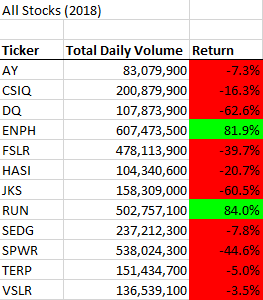 All Stocks (2018)
Ticker Total Daily Volume Return
AY 83,079,900 -7.3%
CSIQ 200,879,900 -16.3%
DQ 107,873,900 -62.6%
ENPH 607,473,500 81.9%
FSLR 478,113,900 -39.7%
HASI 104,340,600 -20.7%
JKS 158,309,000 -60.5%
RUN 502,757,100 84.0%
SEDG 237,212,300 -7.8%
SPWR 538,024,300 -44.6%
TERP 151,434,700 -5.0%
VSLR 136,539,100 -3.5%